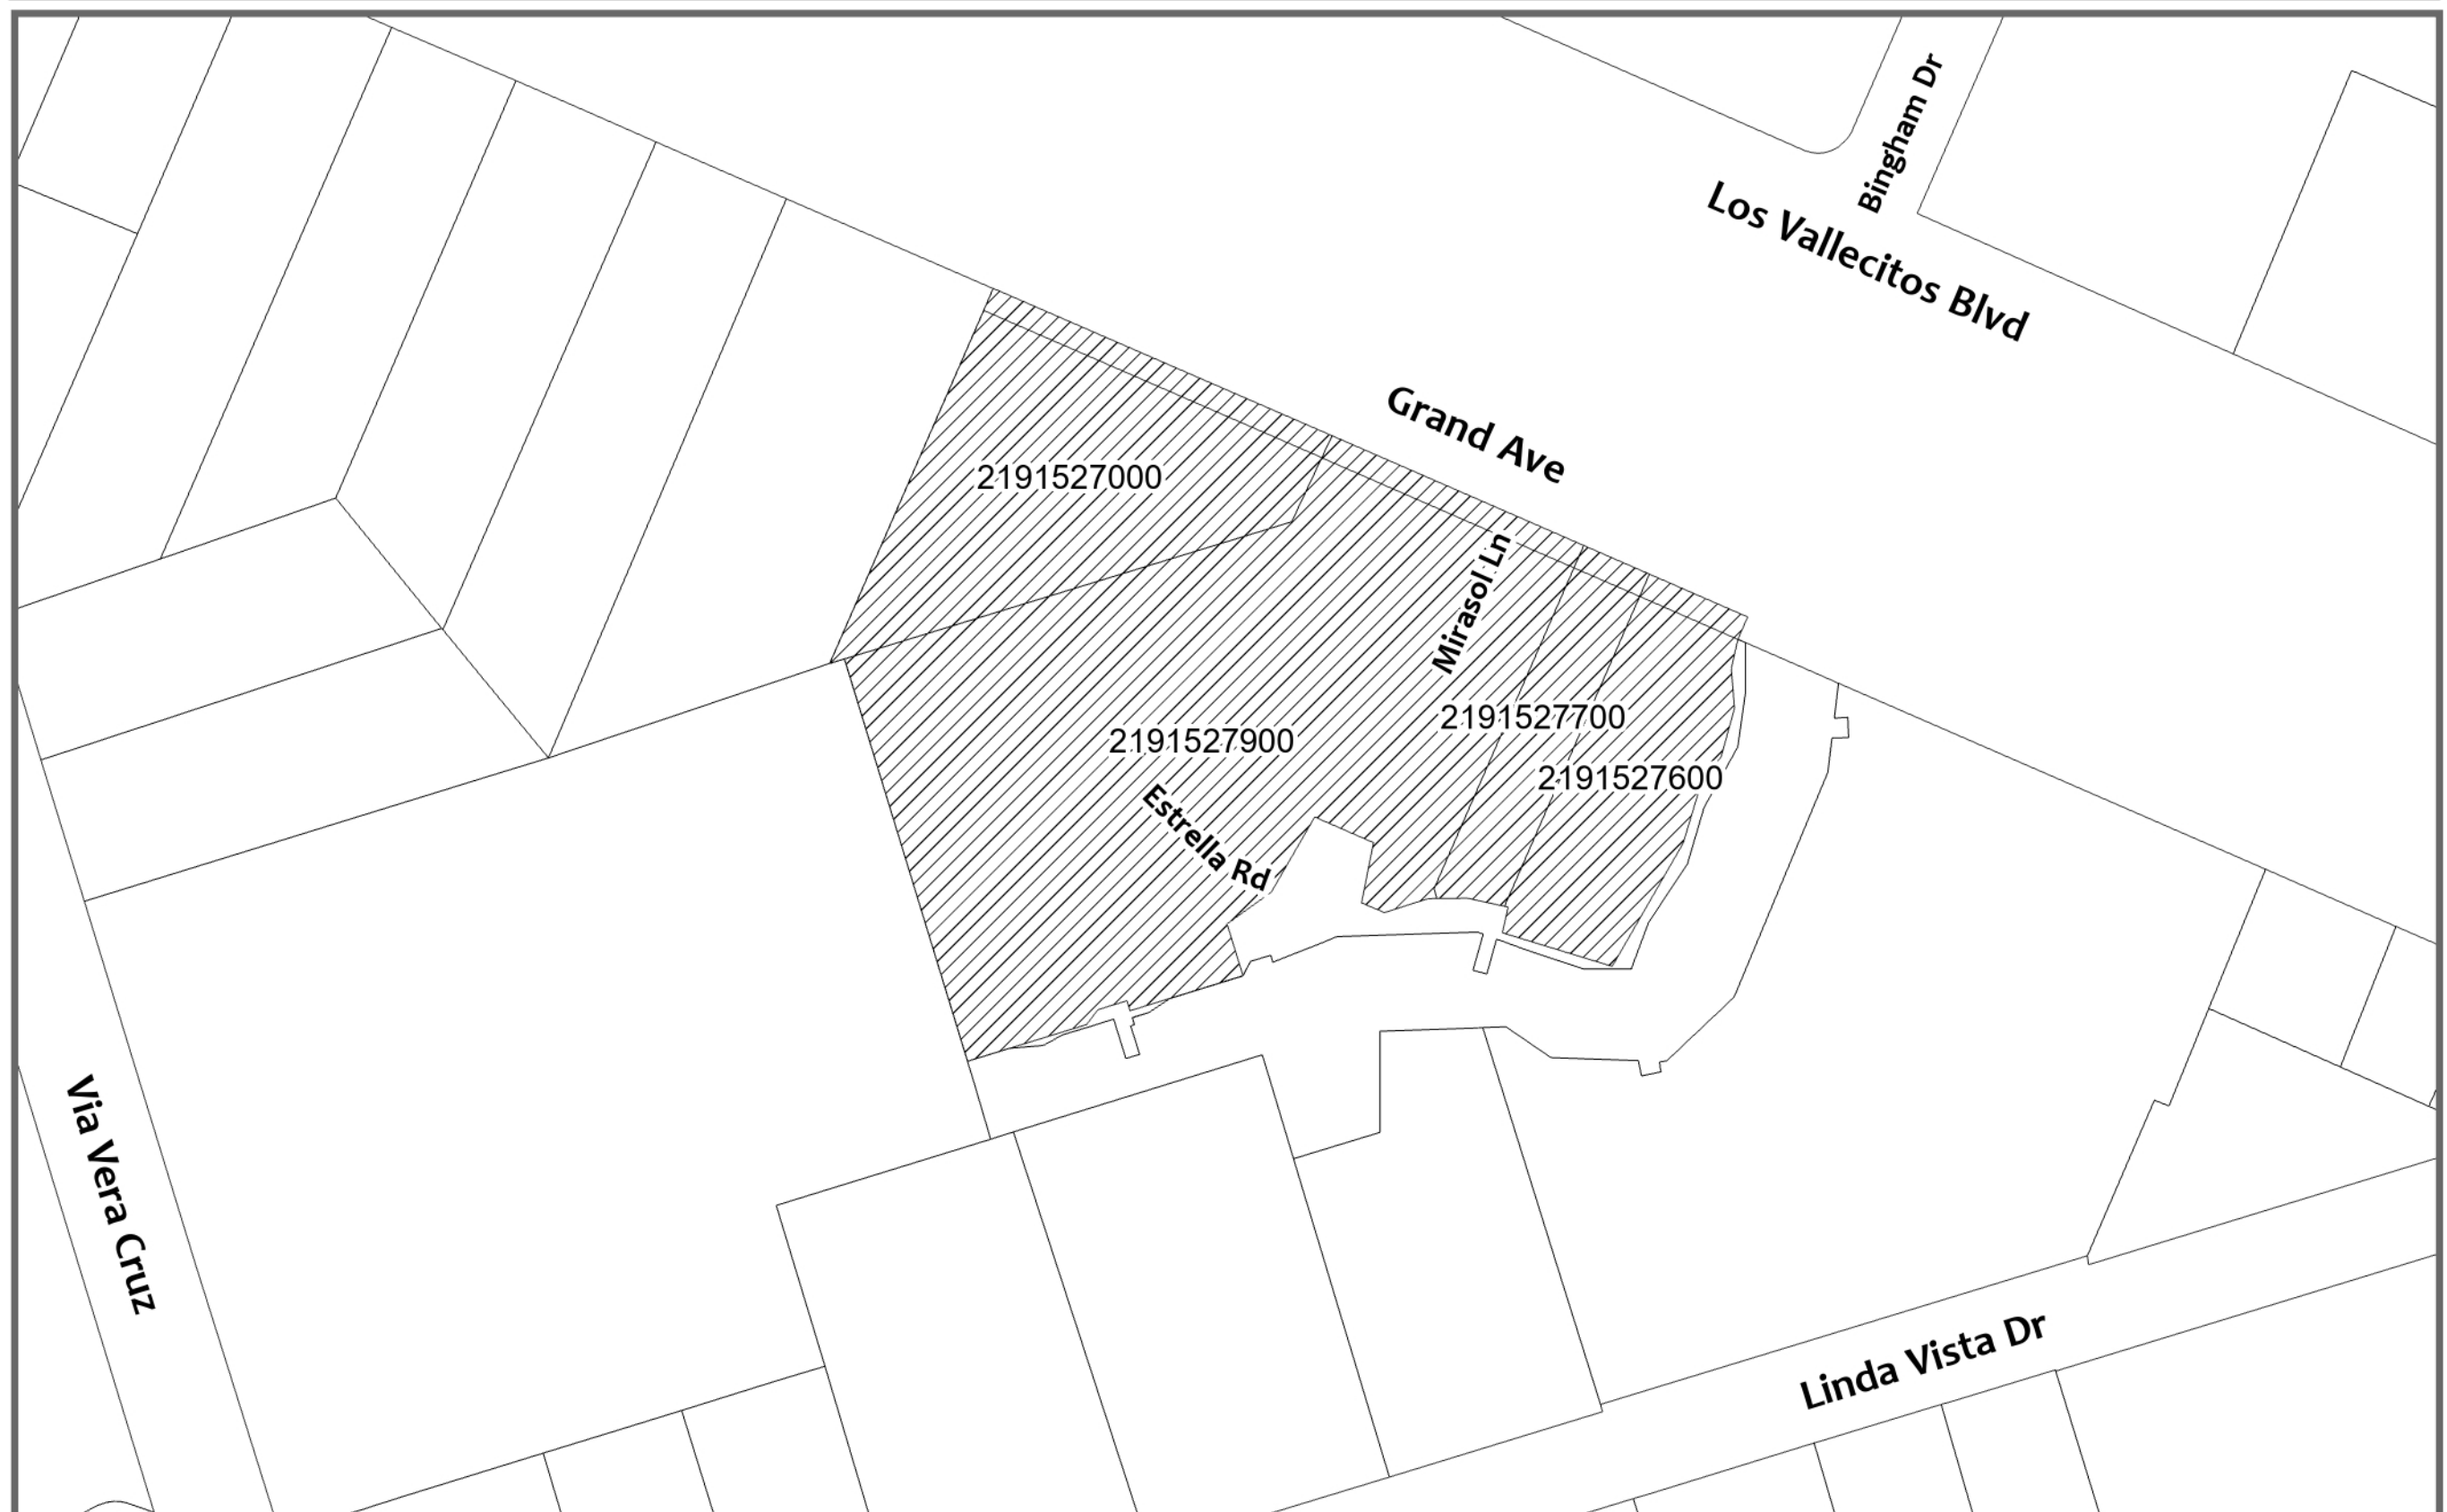 Bingham Dr
Los Vallecitos Blvd
Grand Ave
2191527000
Mirasol Ln
2191527700
2191527900
2191527600
Estrella Rd
Via Vera Cruz
Linda Vista Dr